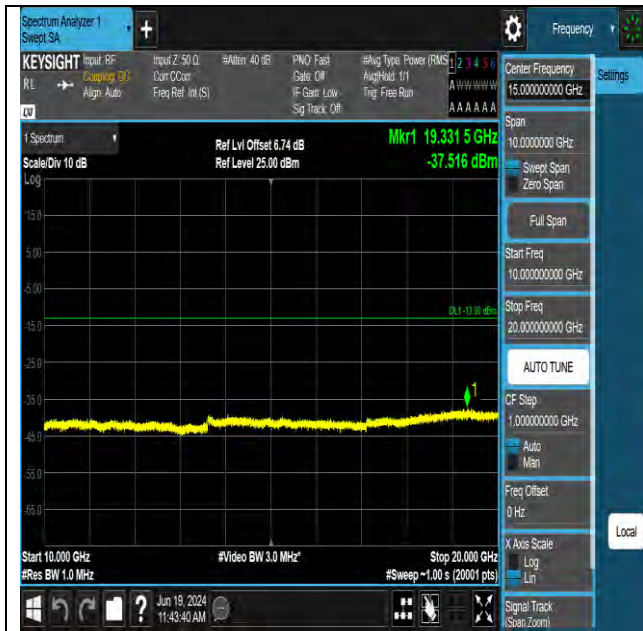 Spectrum Analyzer 1
Swept SA
+
Frequency
KEYSIGHT
RL
Input: RF
Coupling: DC
Align: Auto
Input Z: 50 Ω
Corr CCorr
Freq Ref: Int (S)
#Atten: 40 dB
PNO: Fast
Gate: Off
IF Gain: Low
Sig Track: Off
#Avg Type: Power (RMS
Avg|Hold: 1/1
Trig: Free Run
1 2 3 4 5 6
A W W W W W
A A A A A A
1 Spectrum
Scale/Div 10 dB
Log
Ref Lvl Offset 6.74 dB
Ref Level 25.00 dBm
Mkr1 19.331 5 GHz
-37.516 dBm
15.0
5.00
-5.00
-15.0
-25.0
-35.0
-45.0
-55.0
-65.0
DL1 -13.00 dBm
1
Start 10.000 GHz
#Res BW 1.0 MHz
#Video BW 3.0 MHz*
Stop 20.000 GHz
#Sweep ~1.00 s (20001 pts)
Jun 19, 2024
11:43:40 AM
?
Center Frequency
15.000000000 GHz
Span
10.0000000 GHz
Swept Span
Zero Span
Full Span
Start Freq
10.000000000 GHz
Stop Freq
20.000000000 GHz
AUTO TUNE
CF Step
1.000000000 GHz
Auto
Man
Freq Offset
0 Hz
X Axis Scale
Log
Lin
Signal Track
(Span Zoom)
Settings
Local